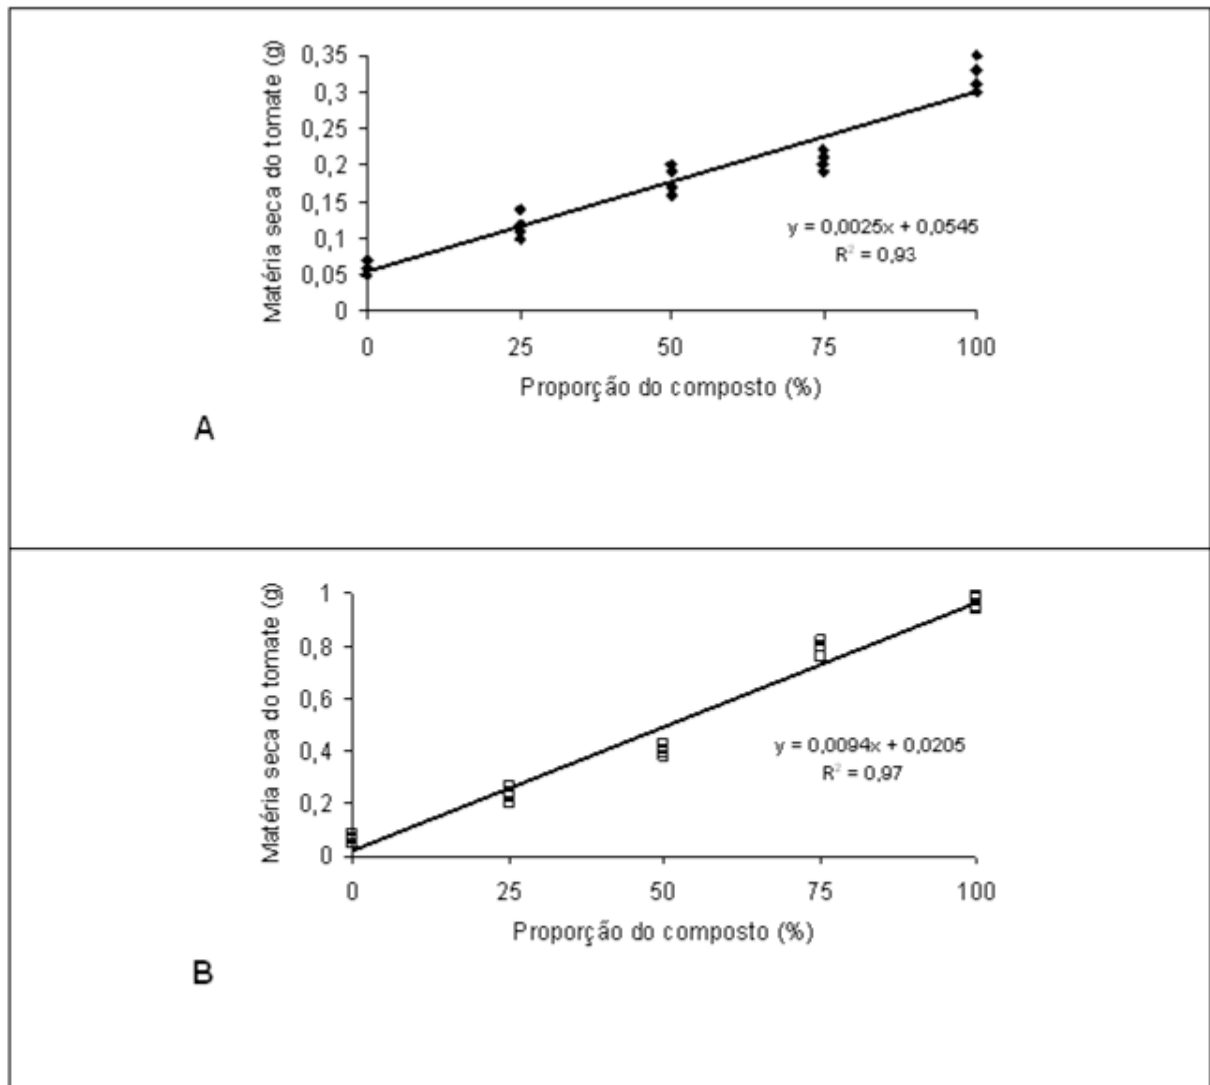 Matéria seca do tomate (g)
0,35
0,3
0,25
0,2
0,15
0,1
0,05
0
y = 0,0025x + 0,0545
R² = 0,93
0 25 50 75 100
Proporção do composto (%)
A
Matéria seca do tomate (g)
1
0,8
0,6
0,4
0,2
0
y = 0,0094x + 0,0205
R² = 0,97
0 25 50 75 100
Proporção do composto (%)
B